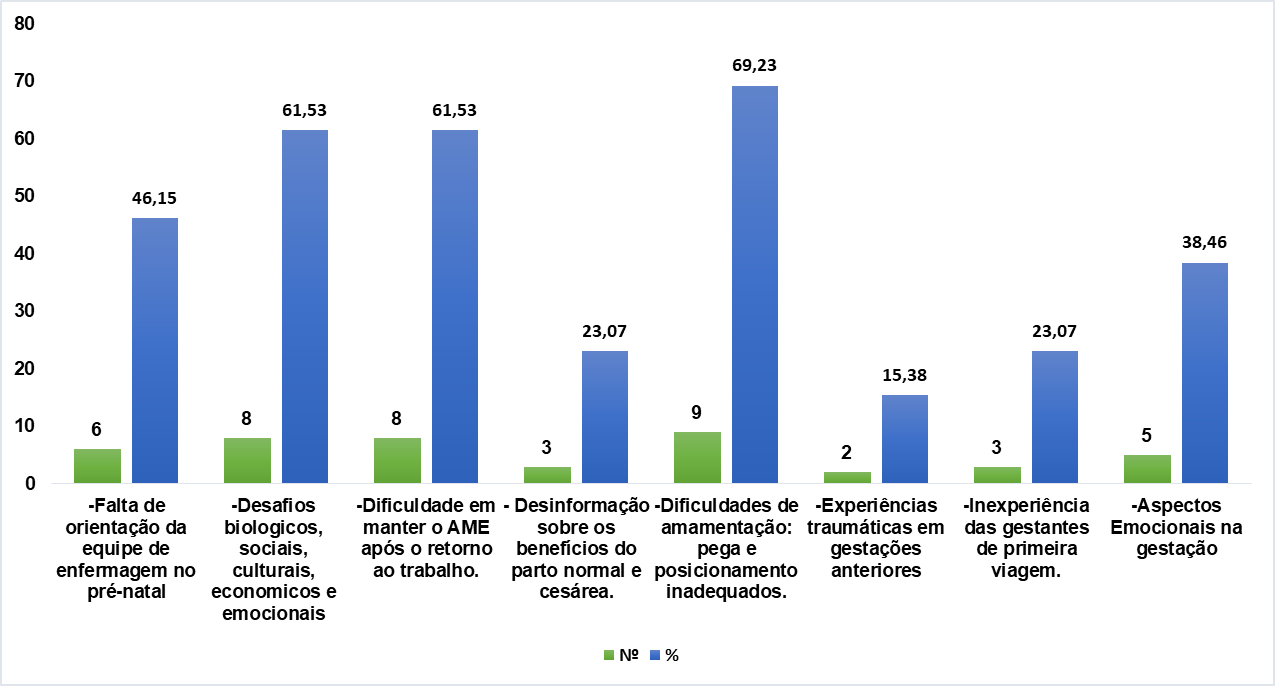 80
70
60
50
40
30
20
10
0
6
46,15
8
61,53
8
61,53
3
23,07
9
69,23
2
15,38
3
23,07
5
38,46
-Falta de
orientação da
equipe de
enfermagem no
pré-natal
-Desafios
biologicos,
sociais,
culturais,
economicos e
emocionais
-Dificuldade em
manter o AME
após o retorno
ao trabalho.
- Desinformação
sobre os
benefícios do
parto normal e
cesárea.
-Dificuldades de
amamentação:
pega e
posicionamento
inadequados.
-Experiências
traumáticas em
gestações
anteriores
-Inexperiência
das gestantes
de primeira
viagem.
-Aspectos
Emocionais na
gestação
Nº
%